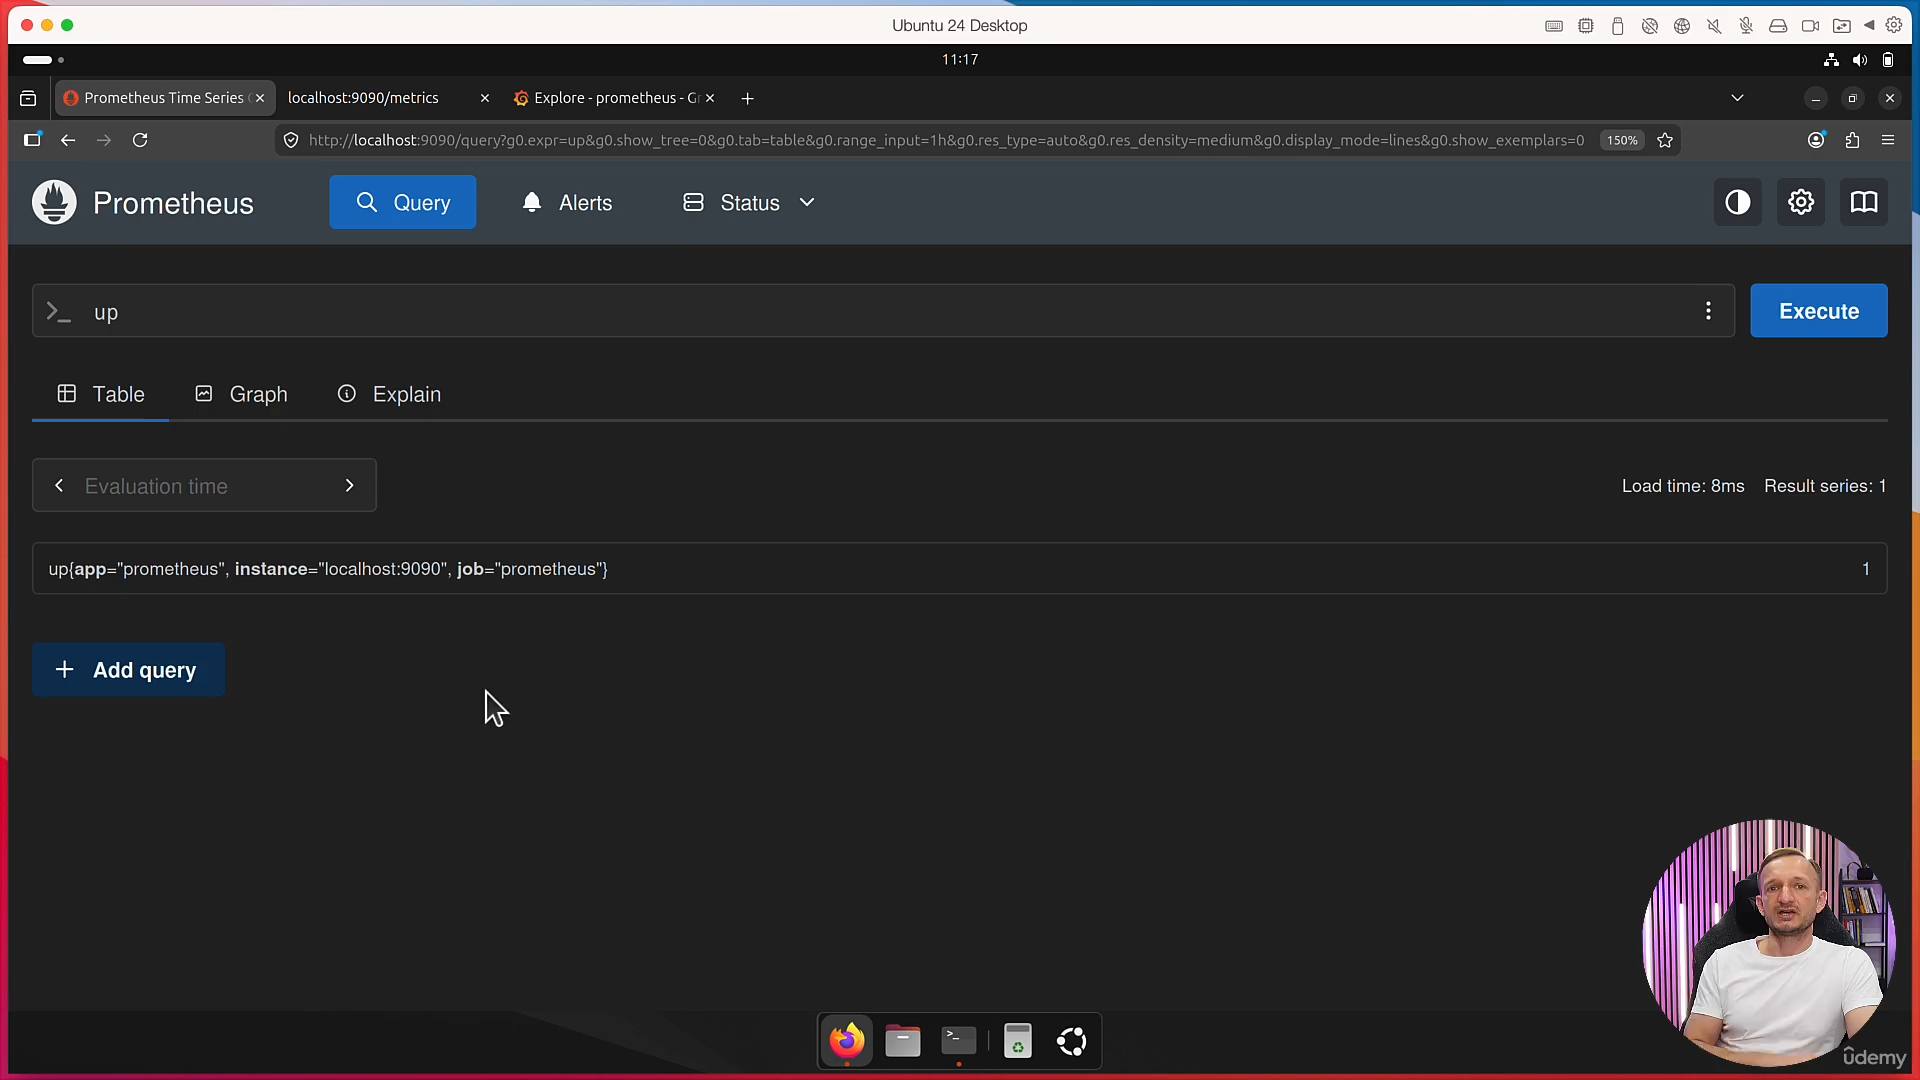 Ubuntu 24 Desktop
11:17
Prometheus Time Series
localhost:9090/metrics
Explore - prometheus - Gr
http://localhost:9090/query?g0.expr=up&g0.show_tree=0&g0.tab=table&g0.range_input=1h&g0.res_type=auto&g0.res_density=medium&g0.display_mode=lines&g0.show_exemplars=0
150%
Prometheus
Query
Alerts
Status
>_ up
Execute
Table
Graph
Explain
Evaluation time
Load time: 8ms Result series: 1
up{app="prometheus", instance="localhost:9090", job="prometheus"} 1
+ Add query
udemy